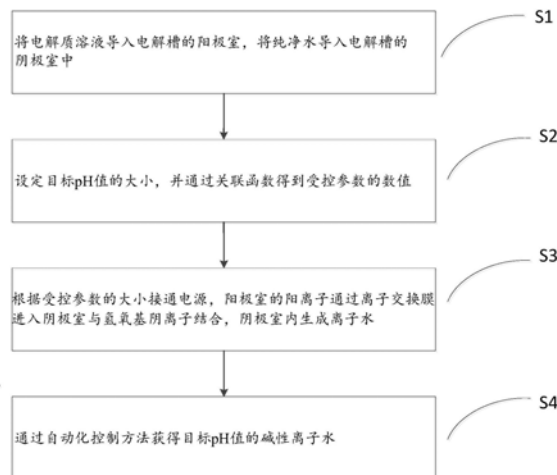 S1
将电解质溶液导入电解槽的阳极室，将纯净水导入电解槽的
阴极室中
S2
设定目标pH值的大小，并通过关联函数得到受控参数的数值
S3
根据受控参数的大小接通电源，阳极室的阳离子通过离子交换膜
进入阴极室与氢氧基阴离子结合，阴极室内生成离子水
S4
通过自动化控制方法获得目标pH值的碱性离子水